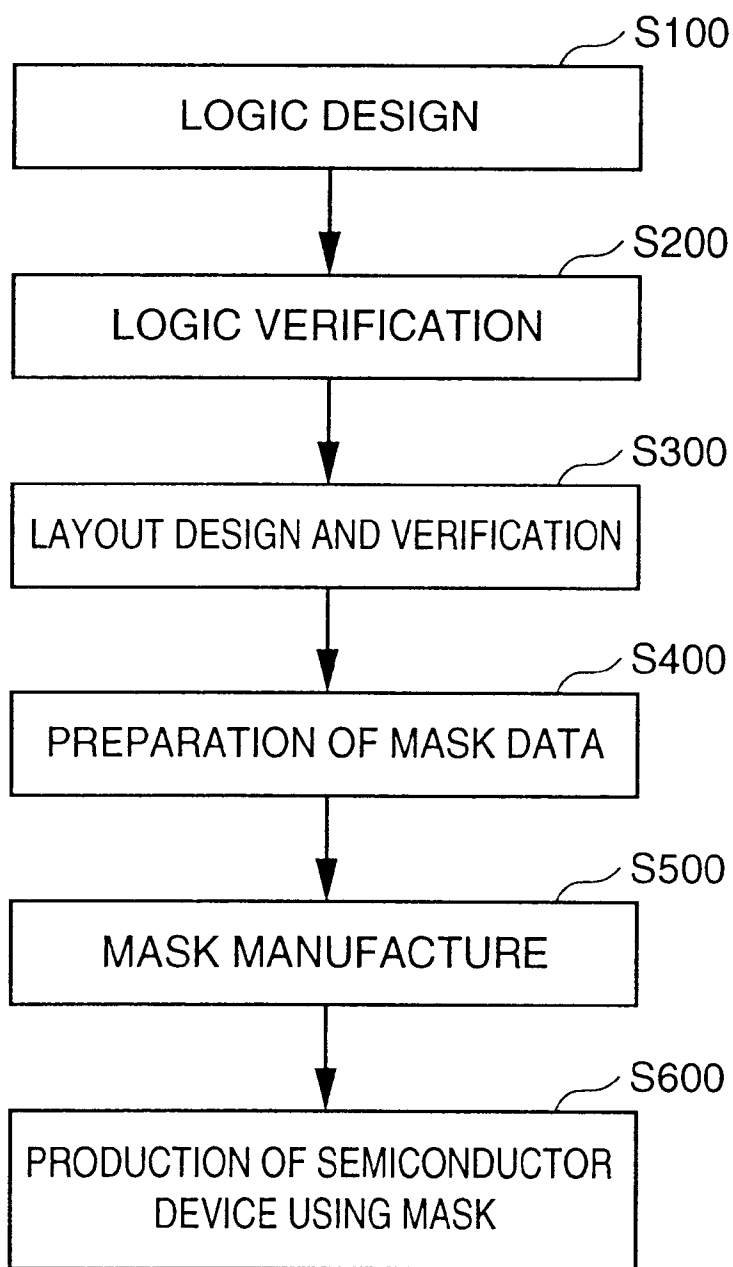 S100
LOGIC DESIGN
S200
LOGIC VERIFICATION
S300
LAYOUT DESIGN AND VERIFICATION
S400
PREPARATION OF MASK DATA
S500
MASK MANUFACTURE
S600
PRODUCTION OF SEMICONDUCTOR
DEVICE USING MASK